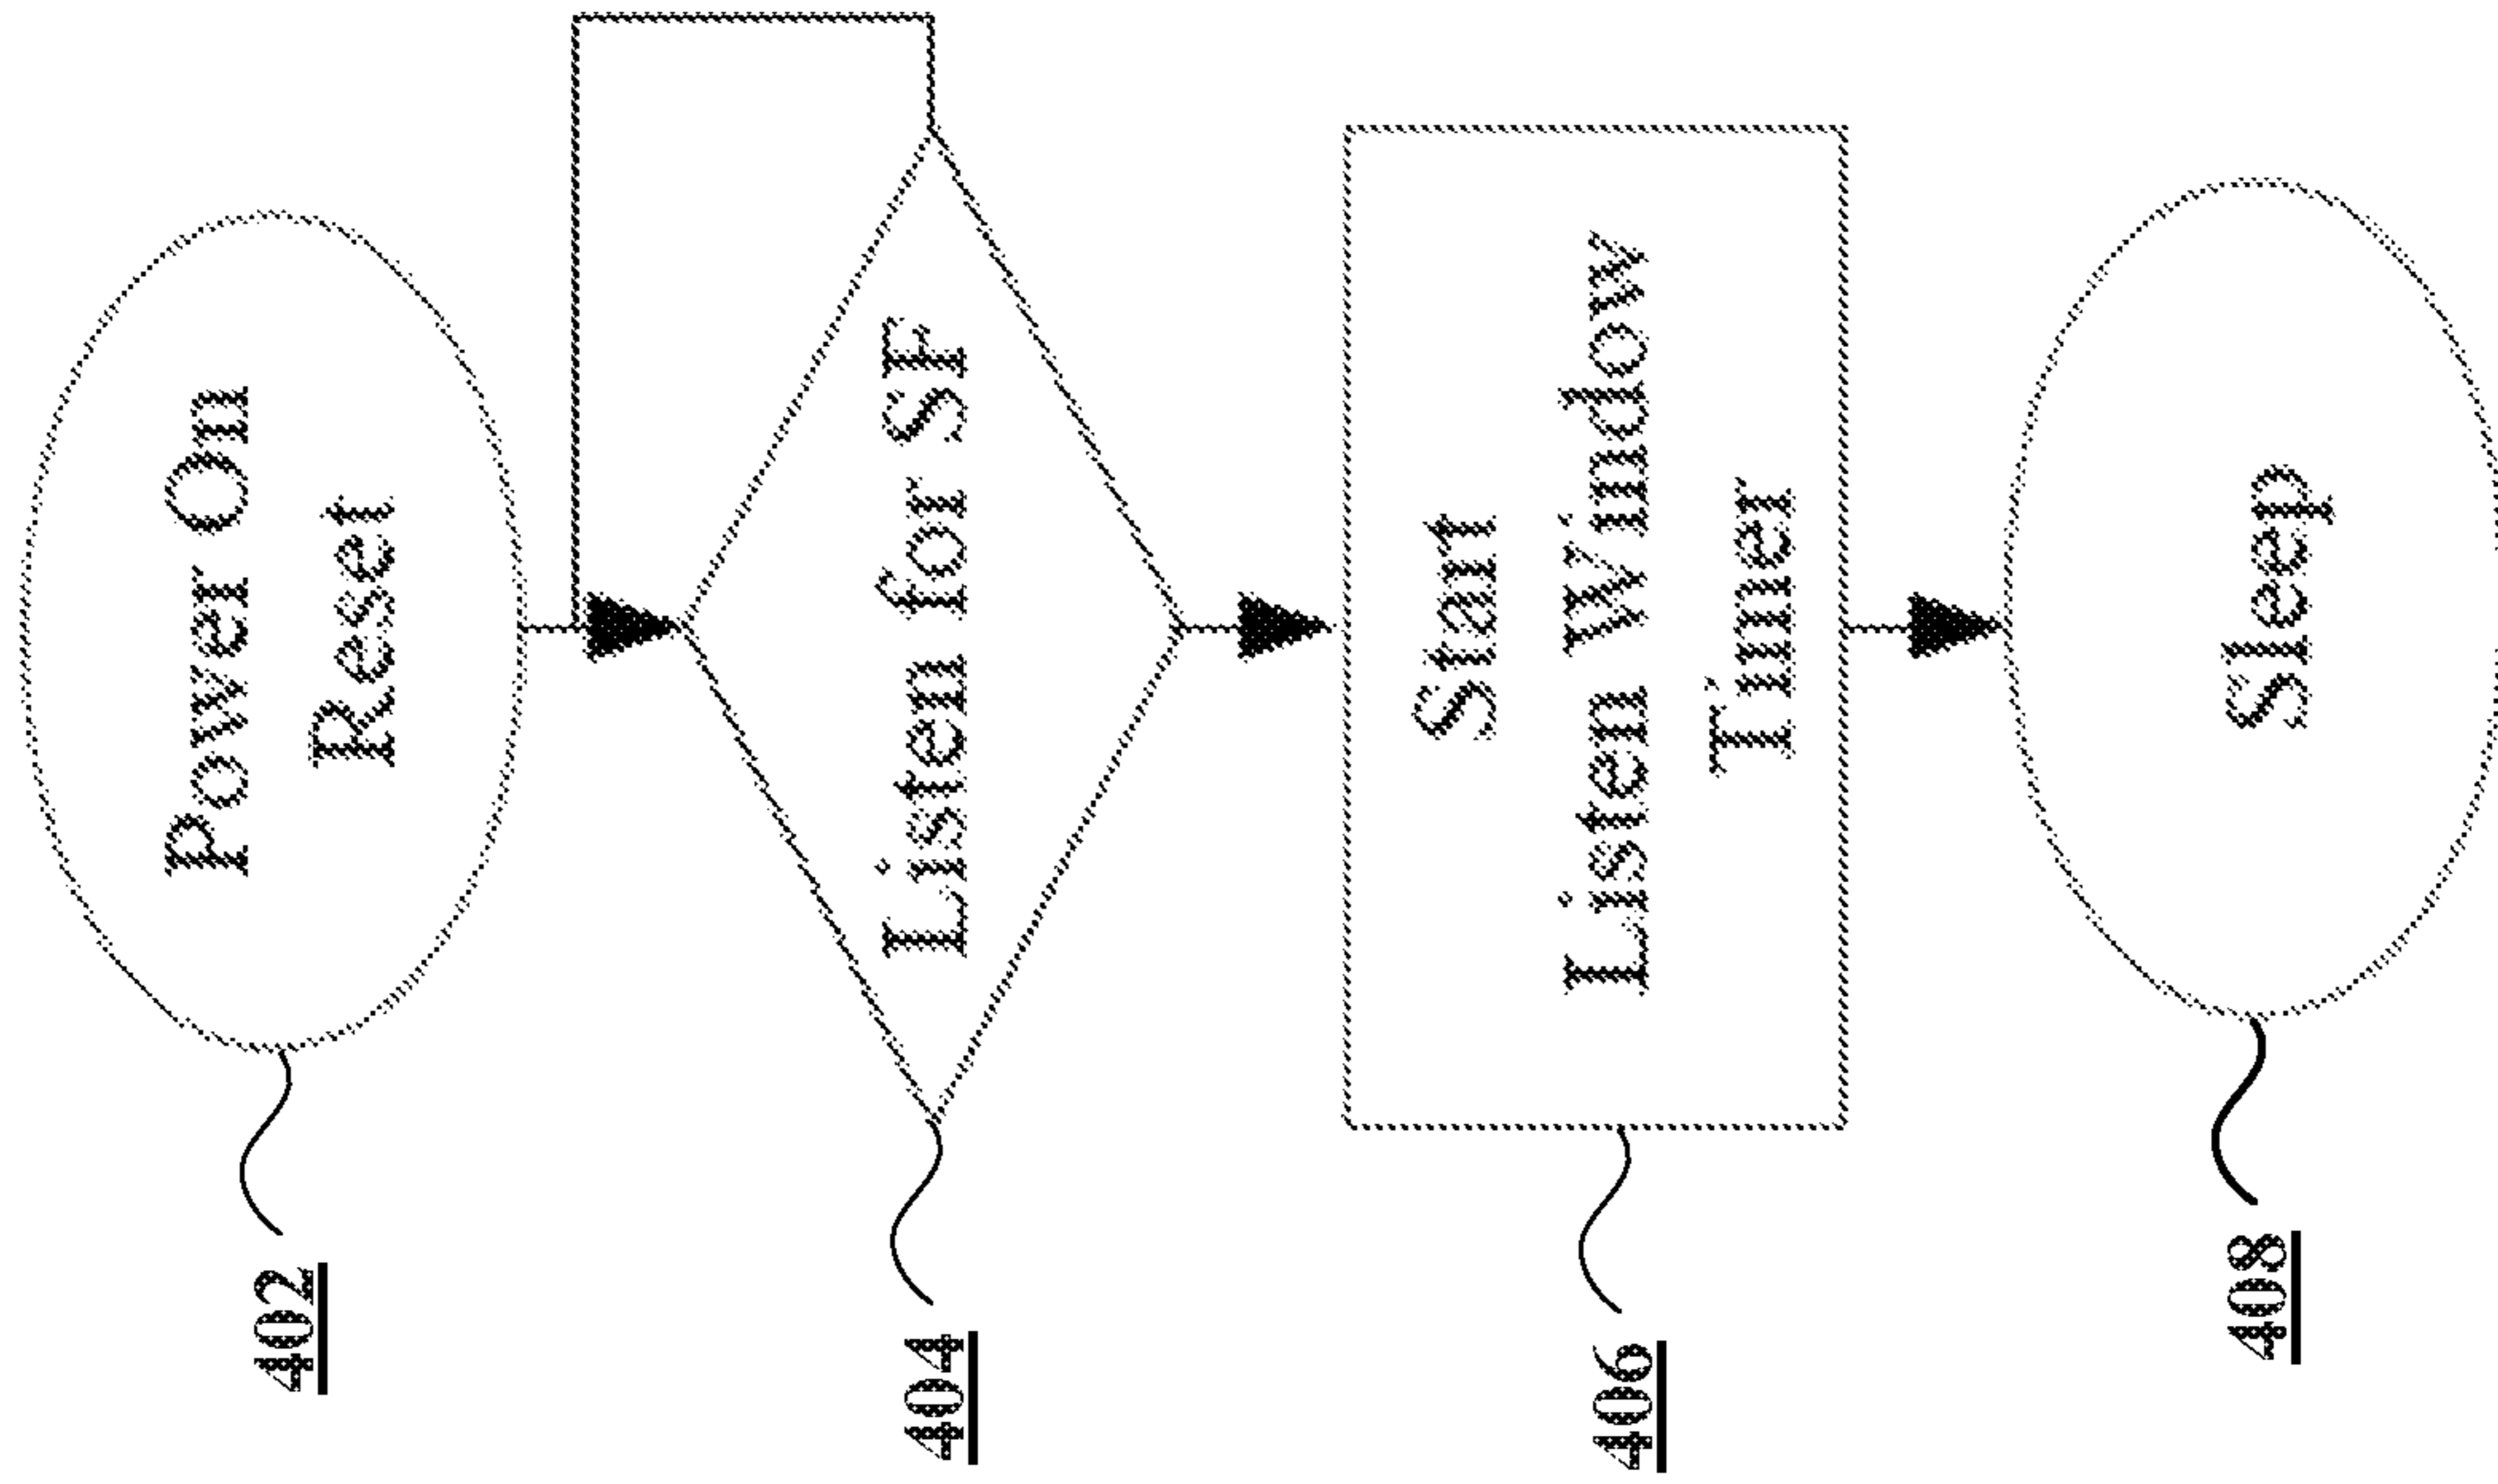 Power On
Reset
402
Listen for SF
404
Start
Listen Window
Timer
406
Sleep
408